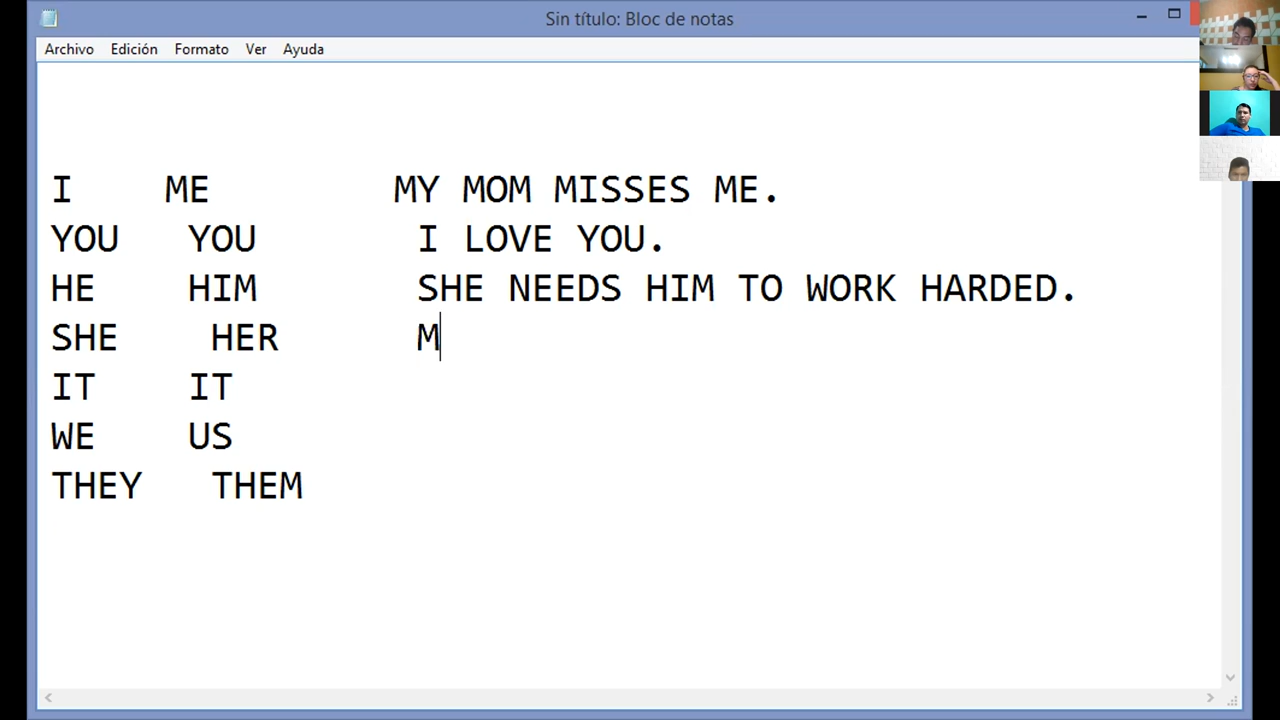 Sin título: Bloc de notas
Archivo Edición Formato Ver Ayuda
I ME MY MOM MISSES ME.
YOU YOU I LOVE YOU.
HE HIM SHE NEEDS HIM TO WORK HARDED.
SHE HER M
IT IT
WE US
THEY THEM